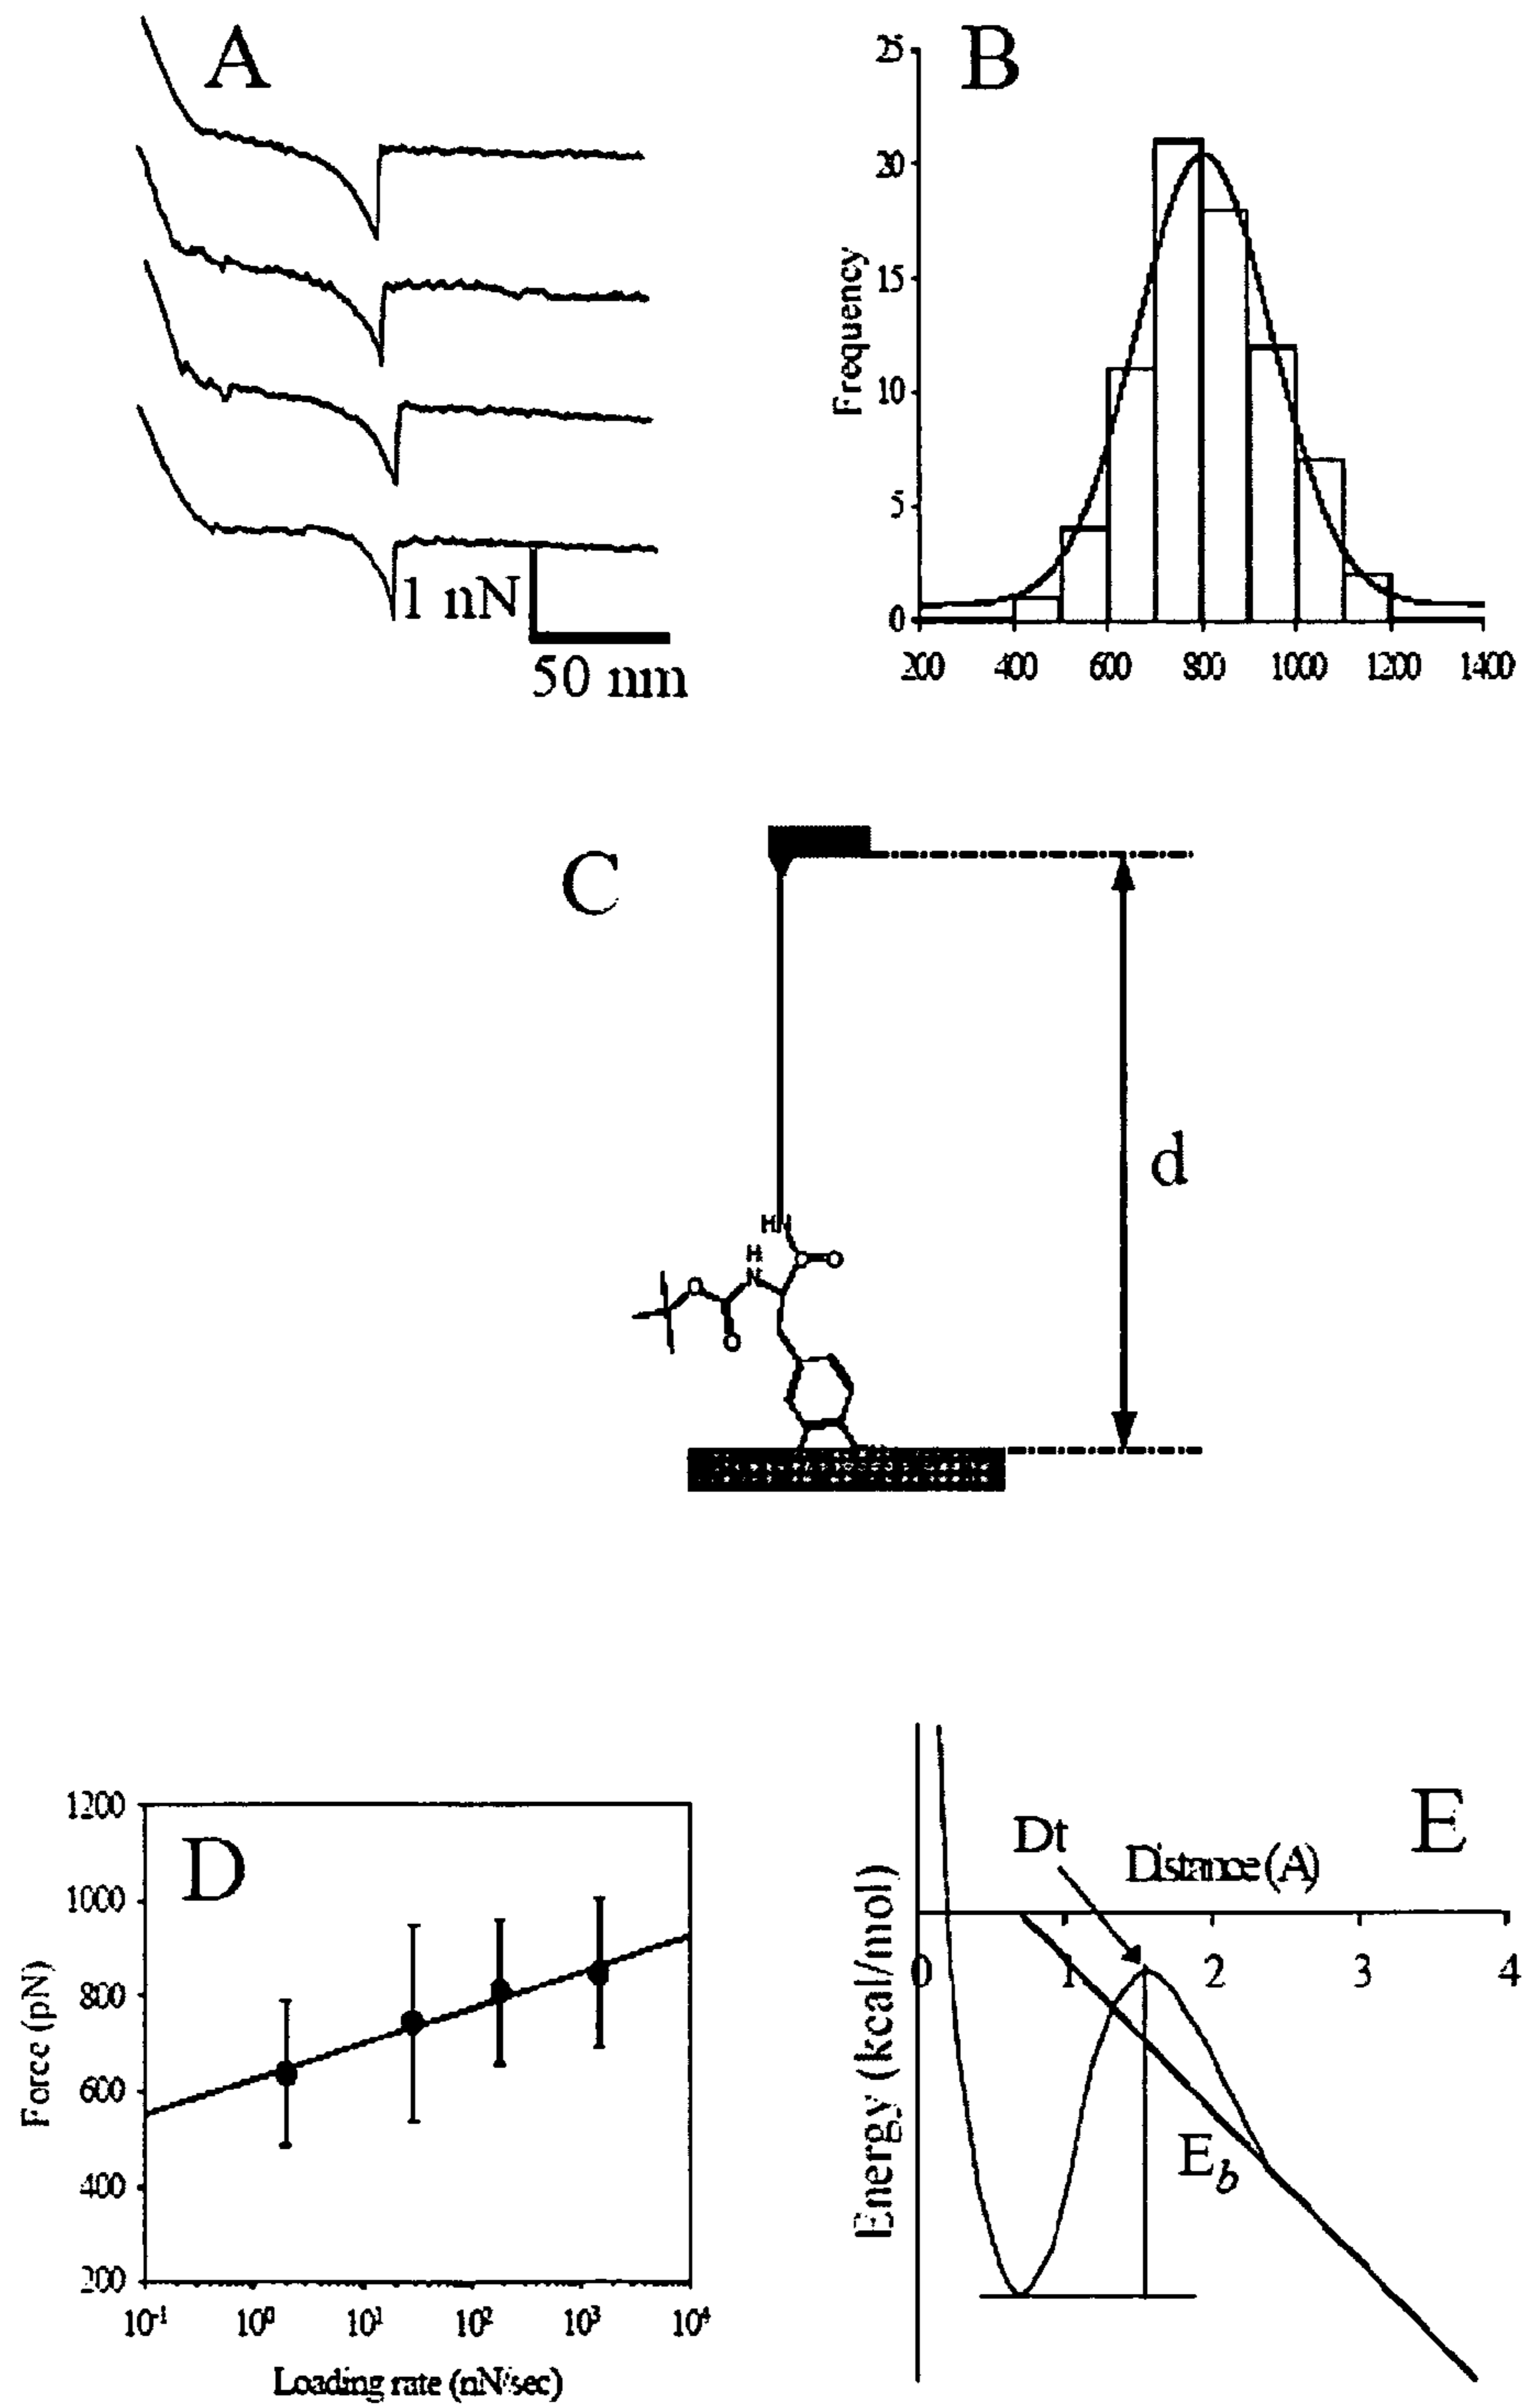 A
1 nN
50 nm
B
25
20
15
10
5
0
Frequency
200 400 600 800 1000 1200 1400
C
d
HN
H
N
O
O
C=O
O
D
1200
1000
800
600
400
200
Force (pN)
10⁻¹ 10⁰ 10¹ 10² 10³ 10⁴
Loading rate (nN/sec)
E
Dt
Distance (A)
0 1 2 3 4
Energy (kcal/mol)
E_b